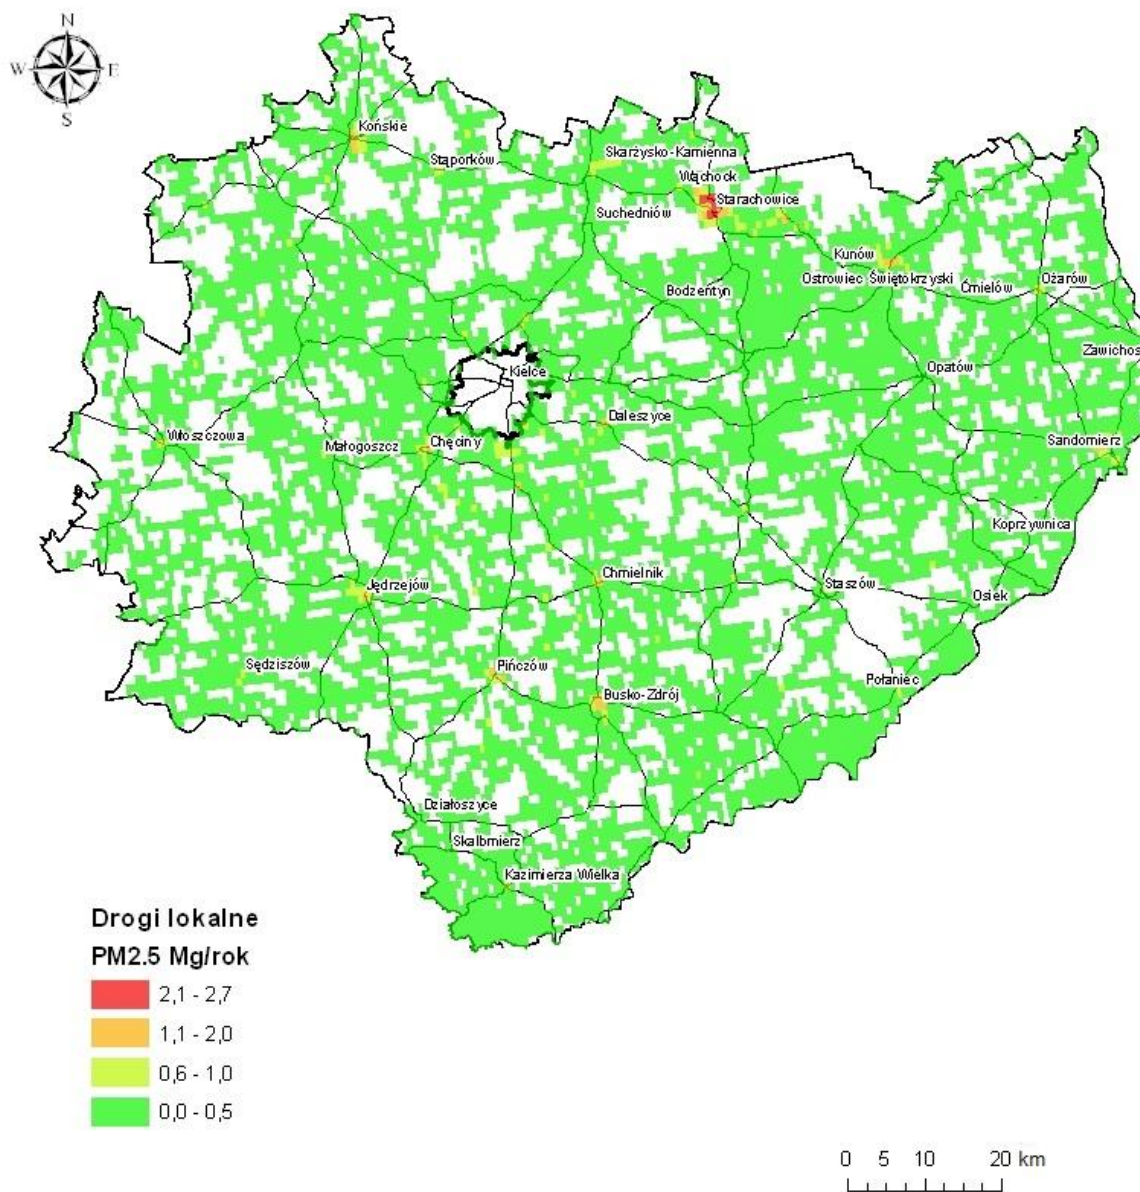 N
W E
S
Końskie
Stąporków
Skarżysko-Kamienna
Wąchock
Starachowice
Suchedniów
Kunów
Ostrowiec Świętokrzyski
Ćmielów
Ożarów
Bodzentyn
Zawichos
Kielce
Opatów
Daleszyce
Włoszczowa
Małogoszcz
Chęciny
Sandomierz
Koprzywnica
Jędrzejów
Chmielnik
Staszów
Osiek
Sędziszów
Pińczów
Połaniec
Busko-Zdrój
Działoszyce
Skalbmierz
Kazimierza Wielka
Drogi lokalne
PM2.5 Mg/rok
2,1 - 2,7
1,1 - 2,0
0,6 - 1,0
0,0 - 0,5
0 5 10 20 km